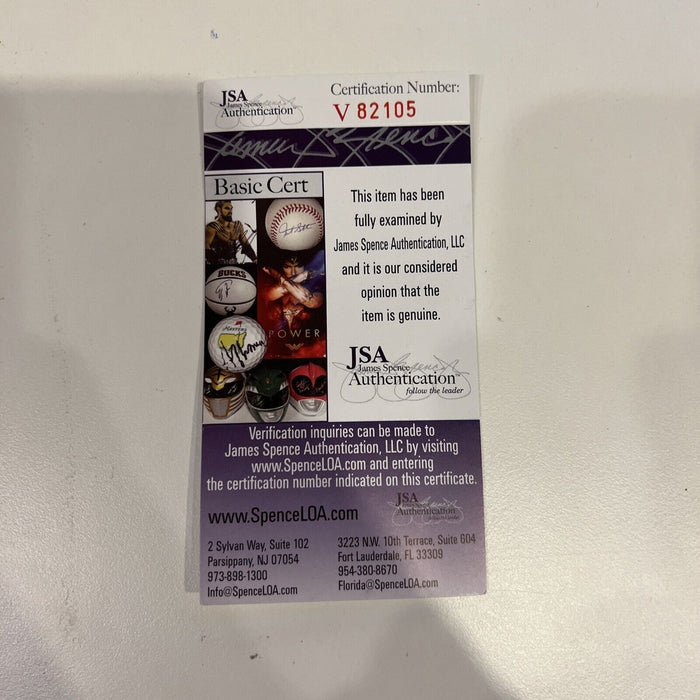 JSA
James Spence
Authentication
Certification Number:
V 82105
Basic Cert
BUCKS
MASTERS
POWER
This item has been
fully examined by
James Spence Authentication, LLC
and it is our considered
opinion that the
item is genuine.
JSA
James Spence
Authentication
follow the leader
Verification inquiries can be made to
James Spence Authentication, LLC by visiting
www.SpenceLOA.com and entering
the certification number indicated on this certificate.
JSA
Authentication
www.SpenceLOA.com
2 Sylvan Way, Suite 102
Parsippany, NJ 07054
973-898-1300
Info@SpenceLOA.com
3223 N.W. 10th Terrace, Suite 604
Fort Lauderdale, FL 33309
954-380-8670
Florida@SpenceLOA.com